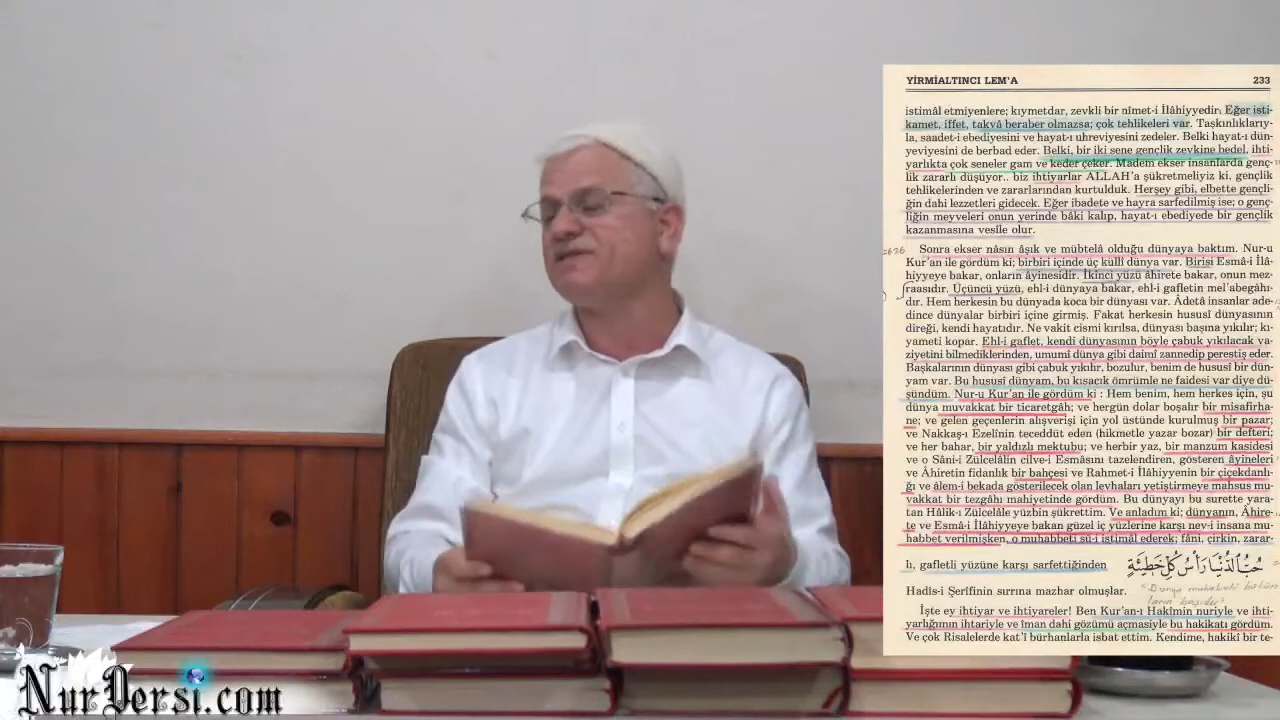 YİRMİALTINCI LEM'A 233
istimâl etmiyenlere; kıymetdar, zevkli bir nîmet-i İlâhiyyedir. Eğer isti-
kamet, iffet, takvâ beraber olmazsa; çok tehlikeleri var. Taşkınlıklarıy-
la, saadet-i ebediyesini ve hayat-ı uhreviyesini zedeler. Belki hayat-ı dün-
yeviyesini de berbad eder. Belki, bir iki sene gençlik zevkine bedel, ihti-
yarlıkta çok seneler gam ve keder çeker. Madem ekser insanlarda genç-
lik zararlı düşüyor.. biz ihtiyarlar ALLAH'a şükretmeliyiz ki, gençlik
tehlikelerinden ve zararlarından kurtulduk. Herşey gibi, elbette gençli-
ğin dahi lezzetleri gidecek. Eğer ibadete ve hayra sarfedilmiş ise; o genç-
liğin meyveleri onun yerinde bâki kalıp, hayat-ı ebediyede bir gençlik
kazanmasına vesîle olur.
Sonra ekser nâsın âşık ve mübtelâ olduğu dünyaya baktım. Nur-u
Kur'an ile gördüm ki; birbiri içinde üç küllî dünya var. Birisi Esmâ-i İlâ-
hiyyeye bakar, onların âyinesidir. İkinci yüzü âhirete bakar, onun mez-
raasıdır. Üçüncü yüzü, ehl-i dünyaya bakar, ehl-i gafletin mel'abegâhı-
dır. Hem herkesin bu dünyada koca bir dünyası var. Âdetâ insanlar ade-
dince dünyalar birbiri içine girmiş. Fakat herkesin hususî dünyasının
direği, kendi hayatıdır. Ne vakit cismi kırılsa, dünyası başına yıkılır; kı-
yameti kopar. Ehl-i gaflet, kendi dünyasının böyle çabuk yıkılacak va-
ziyetini bilmediklerinden, umumî dünya gibi daimî zannedip perestiş eder.
Başkalarının dünyası gibi çabuk yıkılır, bozulur, benim de hususî bir dün-
yam var. Bu hususî dünyam, bu kısacık ömrümle ne faidesi var diye dü-
şündüm. Nur-u Kur'an ile gördüm ki : Hem benim, hem herkes için, şu
dünya muvakkat bir ticaretgâh; ve hergün dolar boşalır bir misafirha-
ne; ve gelen geçenlerin alışverişi için yol üstünde kurulmuş bir pazar;
ve Nakkaş-ı Ezelînin teceddüt eden (hikmetle yazar bozar) bir defteri;
ve her bahar, bir yaldızlı mektubu; ve herbir yaz, bir manzum kasidesi
ve o Sâni-i Zülcelâlin cilve-i Esmâsını tazelendiren, gösteren âyineleri
ve Âhiretin fidanlık bir bahçesi ve Rahmet-i İlâhiyyenin bir çiçekdanlı-
ğı ve âlem-i bekada gösterilecek olan levhaları yetiştirmeye mahsus mu-
vakkat bir tezgâhı mahiyetinde gördüm. Bu dünyayı bu surette yara-
tan Hâlik-ı Zülcelâle yüzbin şükrettim. Ve anladım ki; dünyanın, Âhire-
te ve Esmâ-i İlâhiyyeye bakan güzel iç yüzlerine karşı nev-i insana mu-
habbet verilmişken, o muhabbeti sû-i istimâl ederek; fâni, çirkin, zarar-
lı, gafletli yüzüne karşı sarfettiğinden حُبُّ الدُّنْيَا رَأْسُ كُلِّ خَطِيئَةٍ
Hadîs-i Şerîfinin sırrına mazhar olmuşlar. "Dünya muhabbeti bütün
ların başıdır"
İşte ey ihtiyar ve ihtiyareler! Ben Kur'an-ı Hakîmin nuriyle ve ihti-
yarlığımın ihtariyle ve îman dahi gözümü açmasiyle bu hakikatı gördüm.
Ve çok Risalelerde kat'î bürhanlarla isbat ettim. Kendime, hakikî bir te-
NurDersi.com